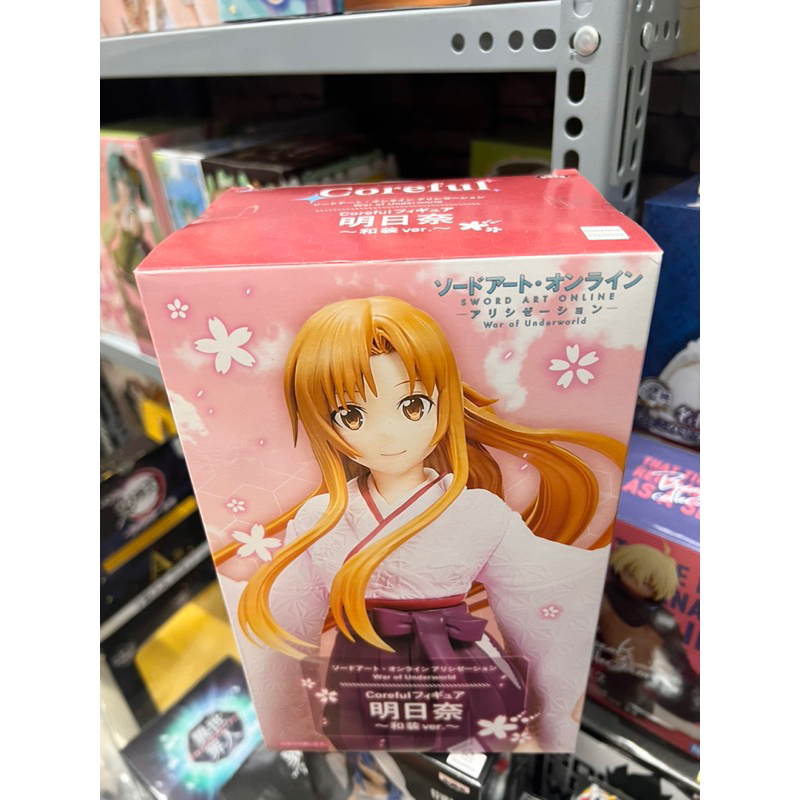 Coreful
ソードアート・オンライン アリシゼーション
War of Underworld
Corefulフィギュア
明日奈
～和装ver.～
ソードアート・オンライン
SWORD ART ONLINE
アリシゼーション
War of Underworld
ソードアート・オンライン アリシゼーション
War of Underworld
Corefulフィギュア
明日奈
～和装ver.～
THAT TI
RE
AS A S